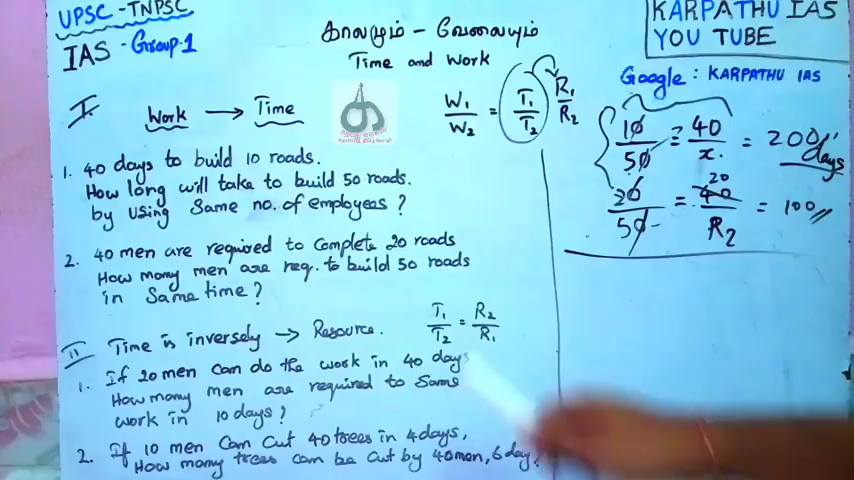 UPSC - TNPSC
IAS - Group-1
காலமும் - வேலையும்
Time and Work
KARPATHU IAS
YOU TUBE
Google : KARPATHU IAS
I. Work → Time
W1/W2 = T1/T2 R1/R2
1. 40 days to build 10 roads.
How long will take to build 50 roads.
by using Same no. of employees ?
2. 40 men are required to Complete 20 roads
How many men are req. to build 50 roads
in Same time ?
II Time is inversely → Resource.
T1/T2 = R2/R1
1. If 20 men can do the work in 40 days
How many men are required to Same
work in 10 days ?
2. If 10 men Can Cut 40 trees in 4 days,
How many trees can be Cut by 40 men, 6 day ?
10/50 = 40/x = 200 days
20/50 = 40/R2 = 100
20